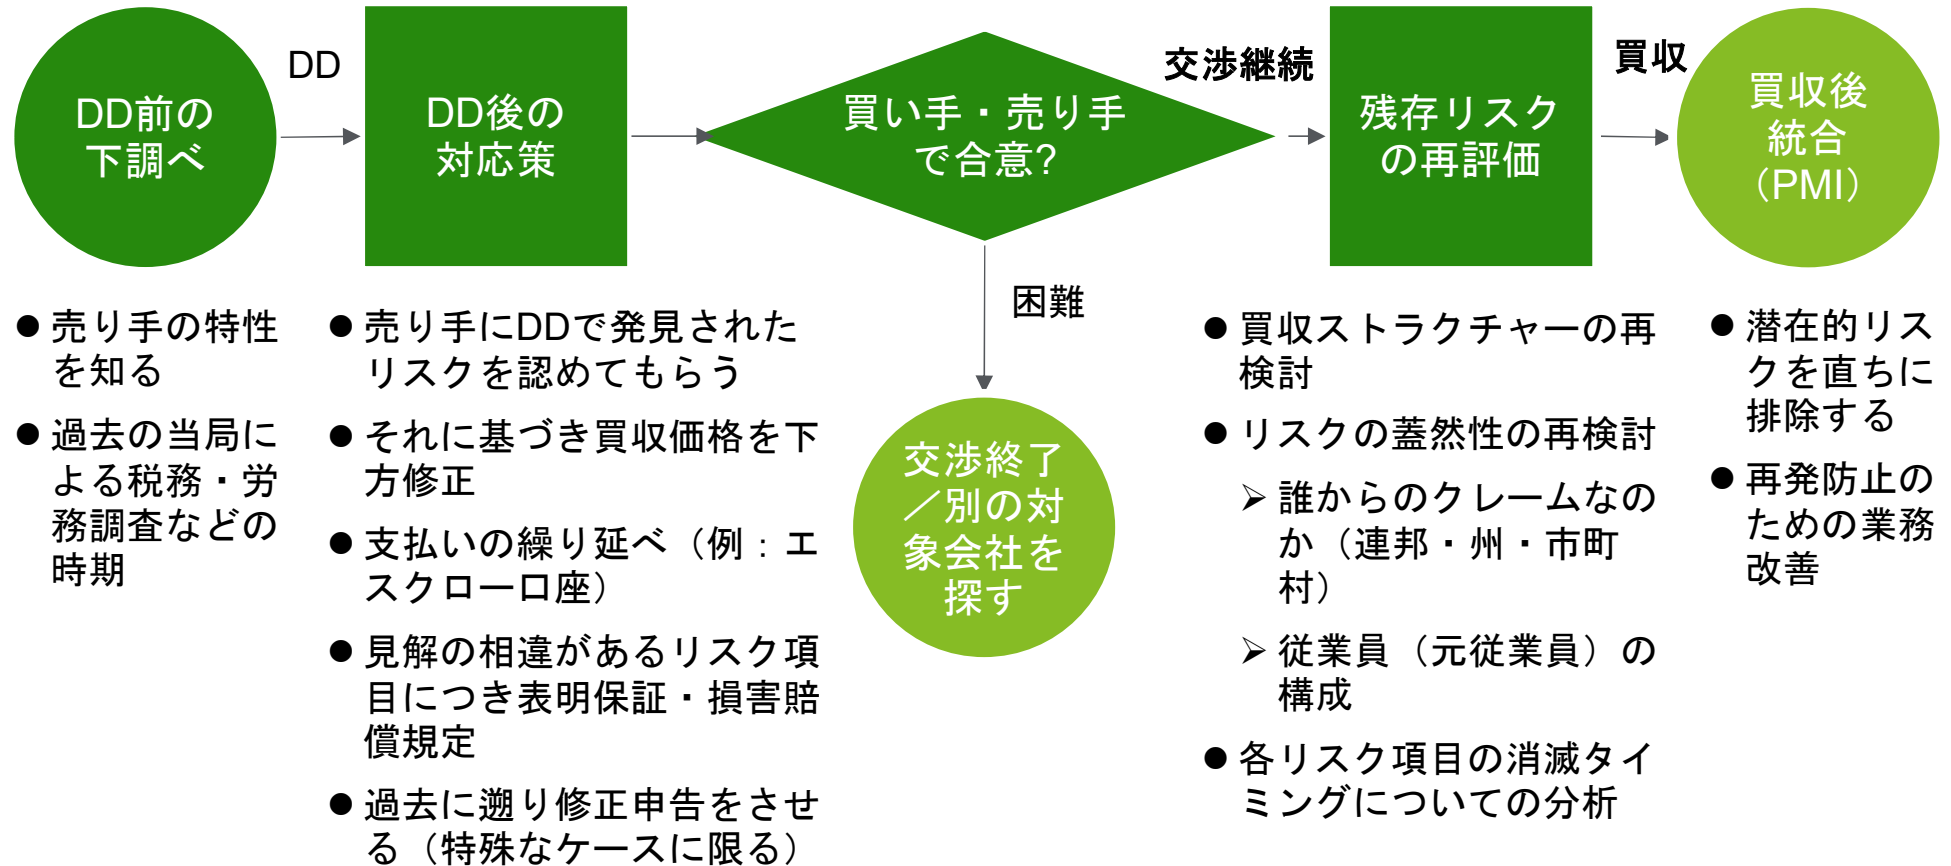 DD前の
下調べ
DD
DD後の
対応策
買い手・売り手
で合意?
交渉継続
残存リスク
の再評価
買収
買収後
統合
（PMI）
困難
交渉終了
／別の対
象会社を
探す
● 売り手の特性
を知る
● 過去の当局に
よる税務・労
務調査などの
時期
● 売り手にDDで発見された
リスクを認めてもらう
● それに基づき買収価格を下
方修正
● 支払いの繰り延べ（例：エ
スクロー口座）
● 見解の相違があるリスク項
目につき表明保証・損害賠
償規定
● 過去に遡り修正申告をさせ
る（特殊なケースに限る）
● 買収ストラクチャーの再
検討
● リスクの蓋然性の再検討
➢ 誰からのクレームなの
か（連邦・州・市町
村）
➢ 従業員（元従業員）の
構成
● 各リスク項目の消滅タイ
ミングについての分析
● 潜在的リス
クを直ちに
排除する
● 再発防止の
ための業務
改善